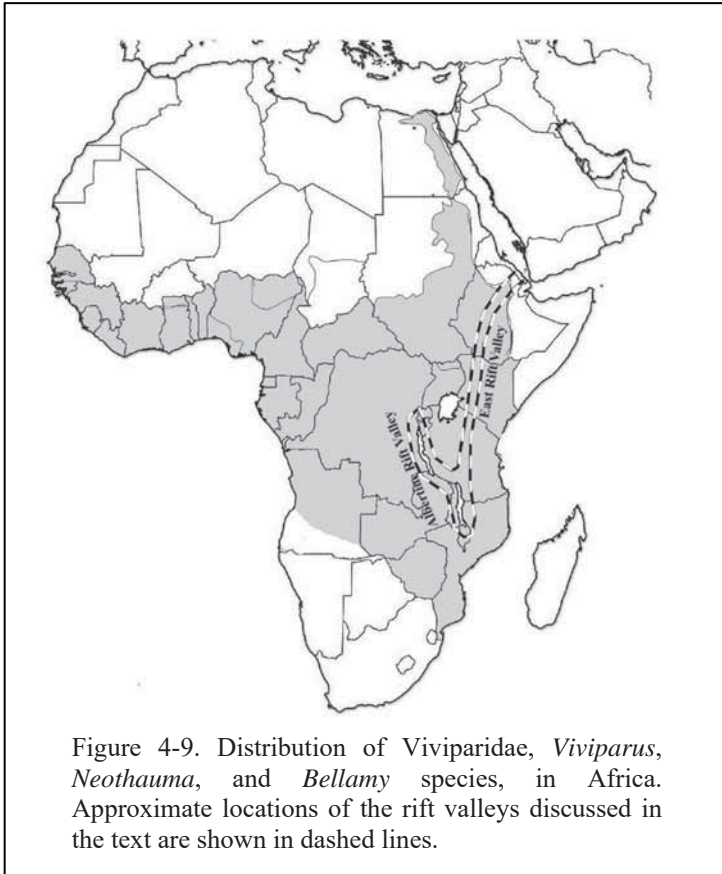 East Rift Valley
Albertine Rift Valley
Figure 4-9. Distribution of Viviparidae, Viviparus,
Neothauma, and Bellamy species, in Africa.
Approximate locations of the rift valleys discussed in
the text are shown in dashed lines.